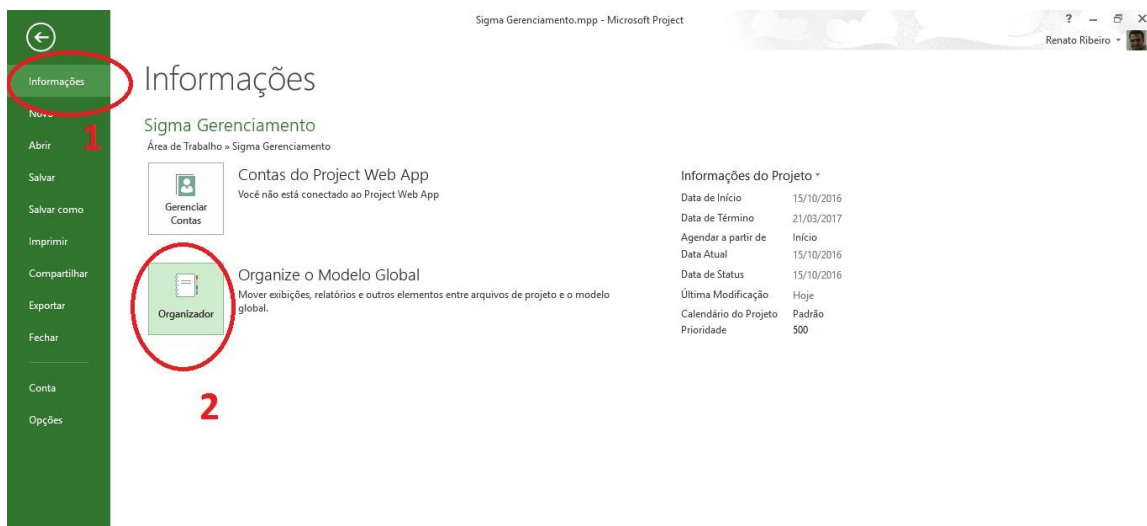 Sigma Gerenciamento.mpp - Microsoft Project
?
Renato Ribeiro
Informações
Novo
1
Abrir
Salvar
Salvar como
Imprimir
Compartilhar
Exportar
Fechar
Conta
Opções
Informações
Sigma Gerenciamento
Área de Trabalho » Sigma Gerenciamento
Gerenciar
Contas
Contas do Project Web App
Você não está conectado ao Project Web App
Organizador
Organize o Modelo Global
Mover exibições, relatórios e outros elementos entre arquivos de projeto e o modelo
global.
2
Informações do Projeto
Data de Início 15/10/2016
Data de Término 21/03/2017
Agendar a partir de Início
Data Atual 15/10/2016
Data de Status 15/10/2016
Última Modificação Hoje
Calendário do Projeto Padrão
Prioridade 500